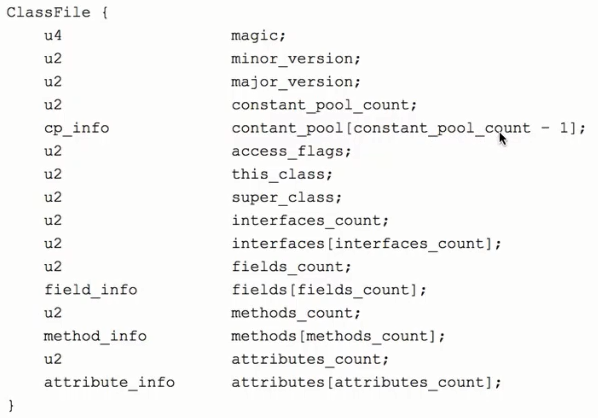 ClassFile {
u4 magic;
u2 minor_version;
u2 major_version;
u2 constant_pool_count;
cp_info contant_pool[constant_pool_count - 1];
u2 access_flags;
u2 this_class;
u2 super_class;
u2 interfaces_count;
u2 interfaces[interfaces_count];
u2 fields_count;
field_info fields[fields_count];
u2 methods_count;
method_info methods[methods_count];
u2 attributes_count;
attribute_info attributes[attributes_count];
}